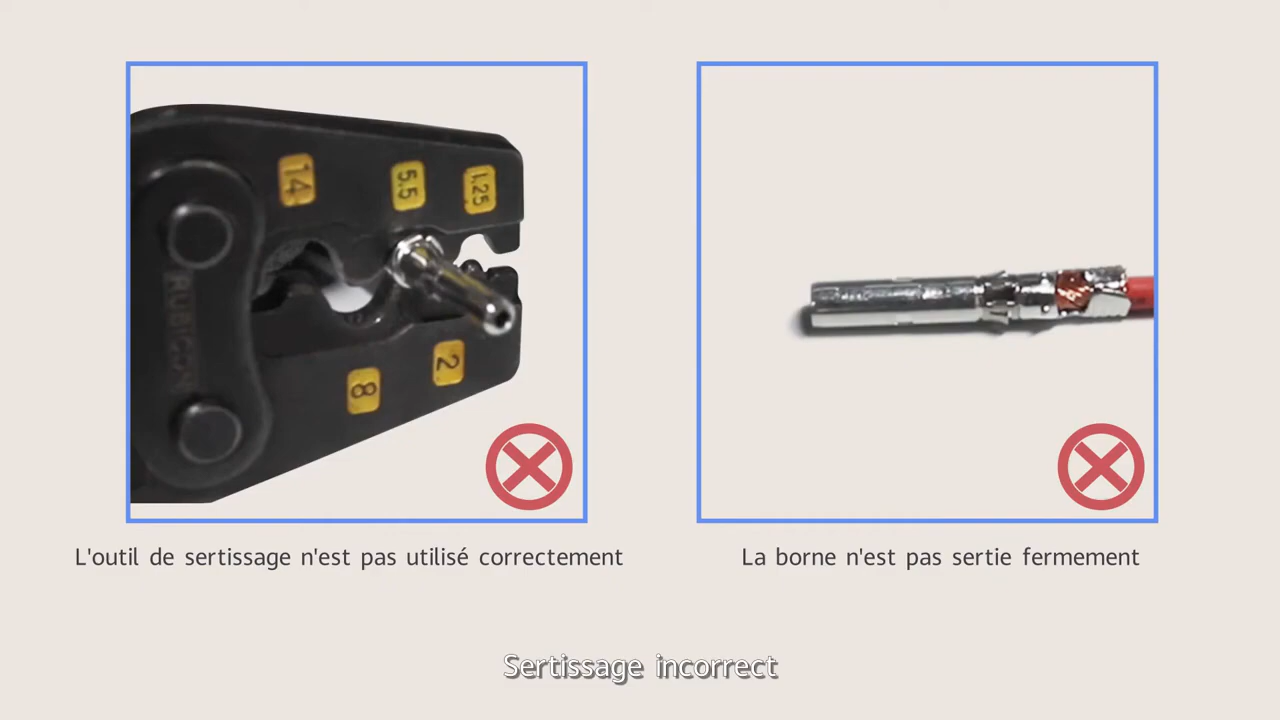 14
5.5
1.25
RUBICON
2
8
L'outil de sertissage n'est pas utilisé correctement
La borne n'est pas sertie fermement
Sertissage incorrect